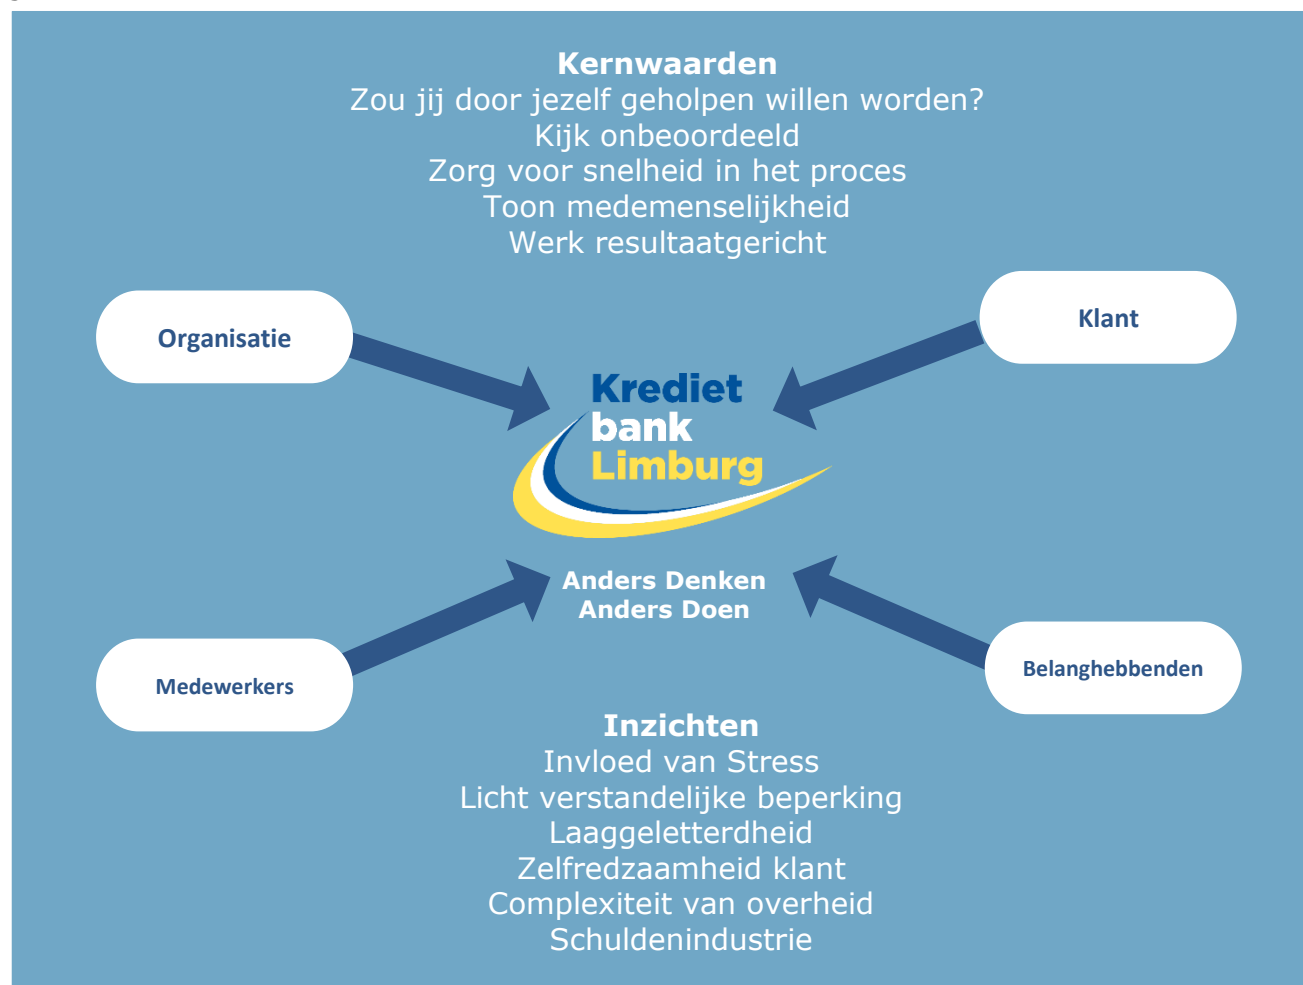 Kernwaarden
Zou jij door jezelf geholpen willen worden?
Kijk onbeoordeeld
Zorg voor snelheid in het proces
Toon medemenselijkheid
Werk resultaatgericht
Organisatie
Klant
Krediet
bank
Limburg
Anders Denken
Anders Doen
Medewerkers
Belanghebbenden
Inzichten
Invloed van Stress
Licht verstandelijke beperking
Laaggeletterdheid
Zelfredzaamheid klant
Complexiteit van overheid
Schuldenindustrie